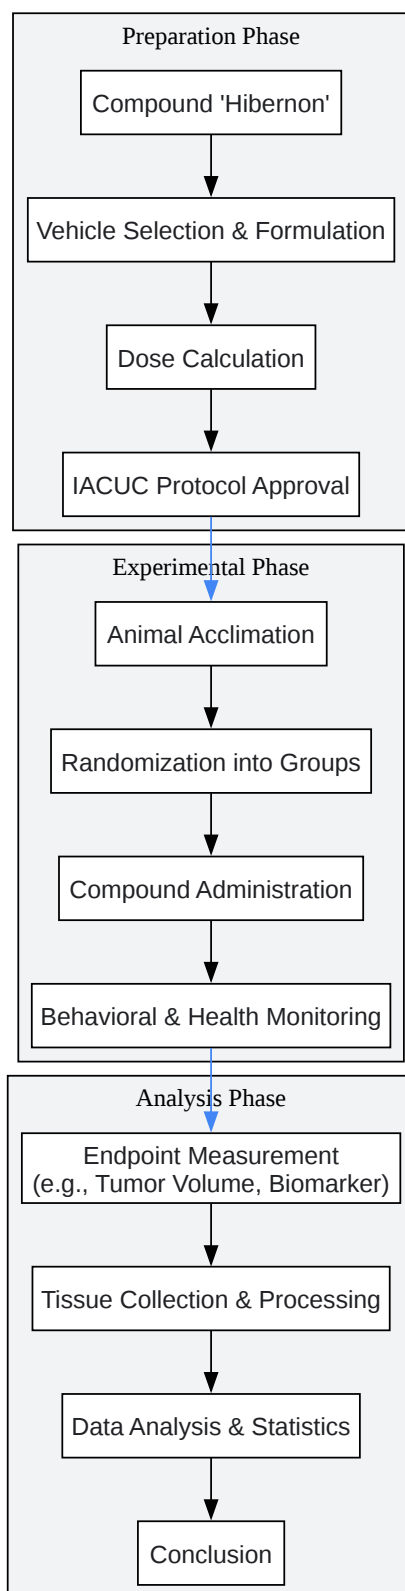 Preparation Phase
Compound 'Hibernon'
Vehicle Selection & Formulation
Dose Calculation
IACUC Protocol Approval
Experimental Phase
Animal Acclimation
Randomization into Groups
Compound Administration
Behavioral & Health Monitoring
Analysis Phase
Endpoint Measurement
(e.g., Tumor Volume, Biomarker)
Tissue Collection & Processing
Data Analysis & Statistics
Conclusion